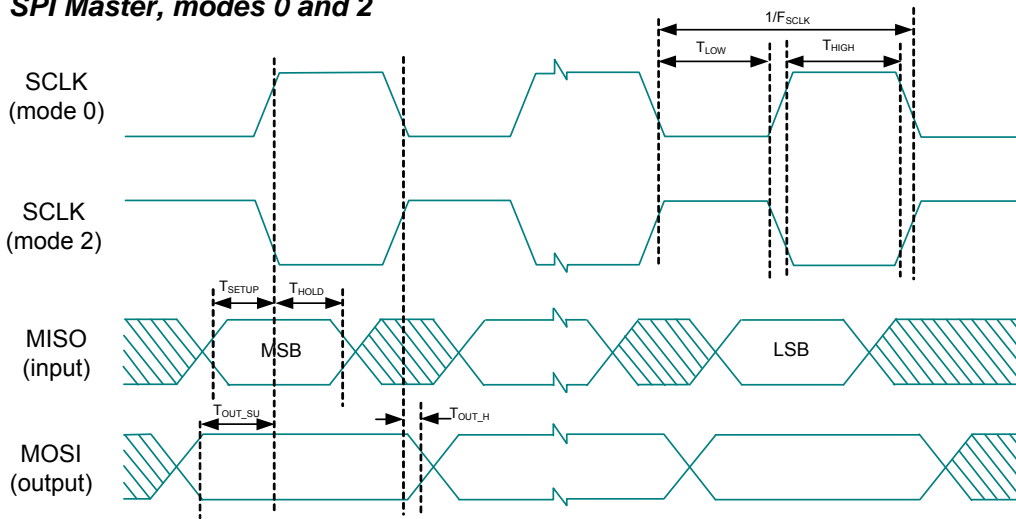 SPI Master, modes 0 and 2
1/FSCLK
TLOW
THIGH
SCLK
(mode 0)
SCLK
(mode 2)
TSETUP
THOLD
MISO
(input)
MSB
LSB
TOUT_SU
TOUT_H
MOSI
(output)